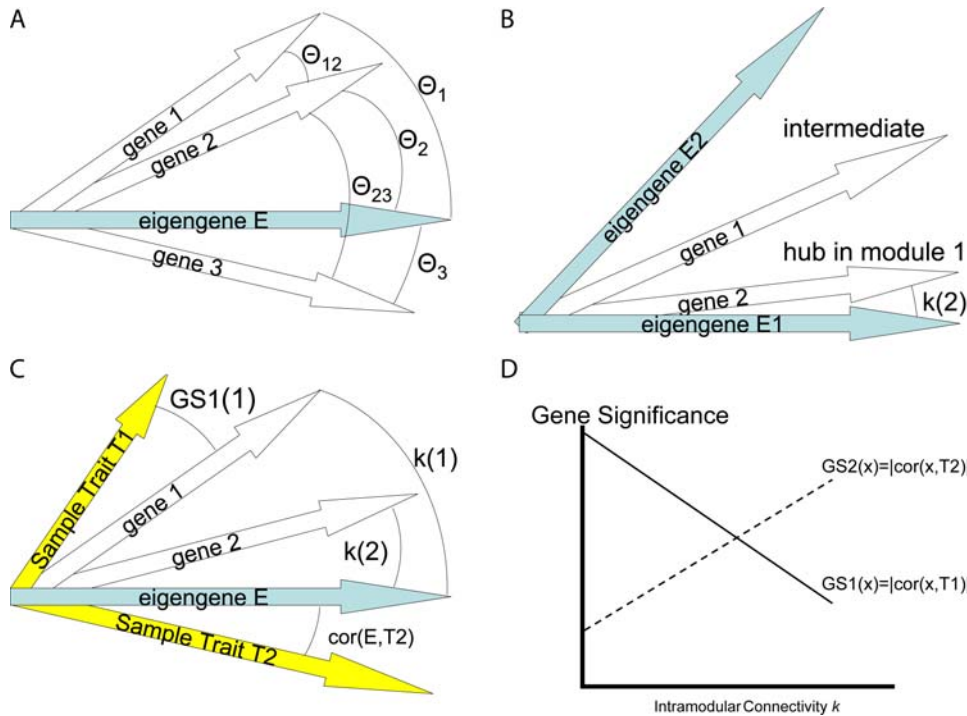 A
Θ12
Θ1
gene 1
gene 2
Θ2
Θ23
eigengene E
gene 3
Θ3
B
eigengene E2
intermediate
gene 1
hub in module 1
gene 2
k(2)
eigengene E1
C
GS1(1)
Sample Trait T1
gene 1
k(1)
gene 2
k(2)
eigengene E
Sample Trait T2
cor(E,T2)
D
Gene Significance
GS2(x)=|cor(x,T2)
GS1(x)=|cor(x,T1)
Intramodular Connectivity k